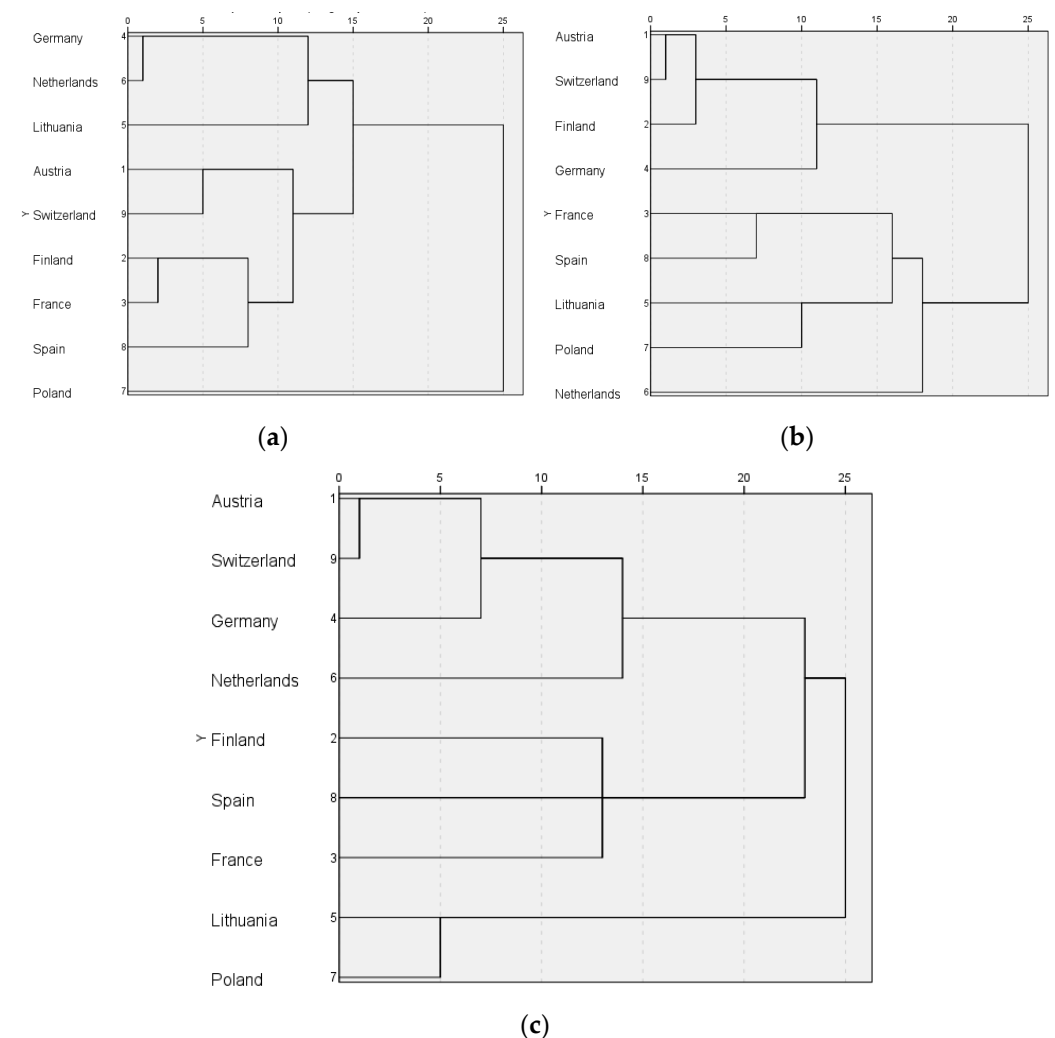 0 5 10 15 20 25
Germany 4
Netherlands 6
Lithuania 5
Austria 1
Y Switzerland 9
Finland 2
France 3
Spain 8
Poland 7
(a)
0 5 10 15 20 25
Austria 1
Switzerland 9
Finland 2
Germany 4
Y France 3
Spain 8
Lithuania 5
Poland 7
Netherlands 6
(b)
0 5 10 15 20 25
Austria 1
Switzerland 9
Germany 4
Netherlands 6
Y Finland 2
Spain 8
France 3
Lithuania 5
Poland 7
(c)